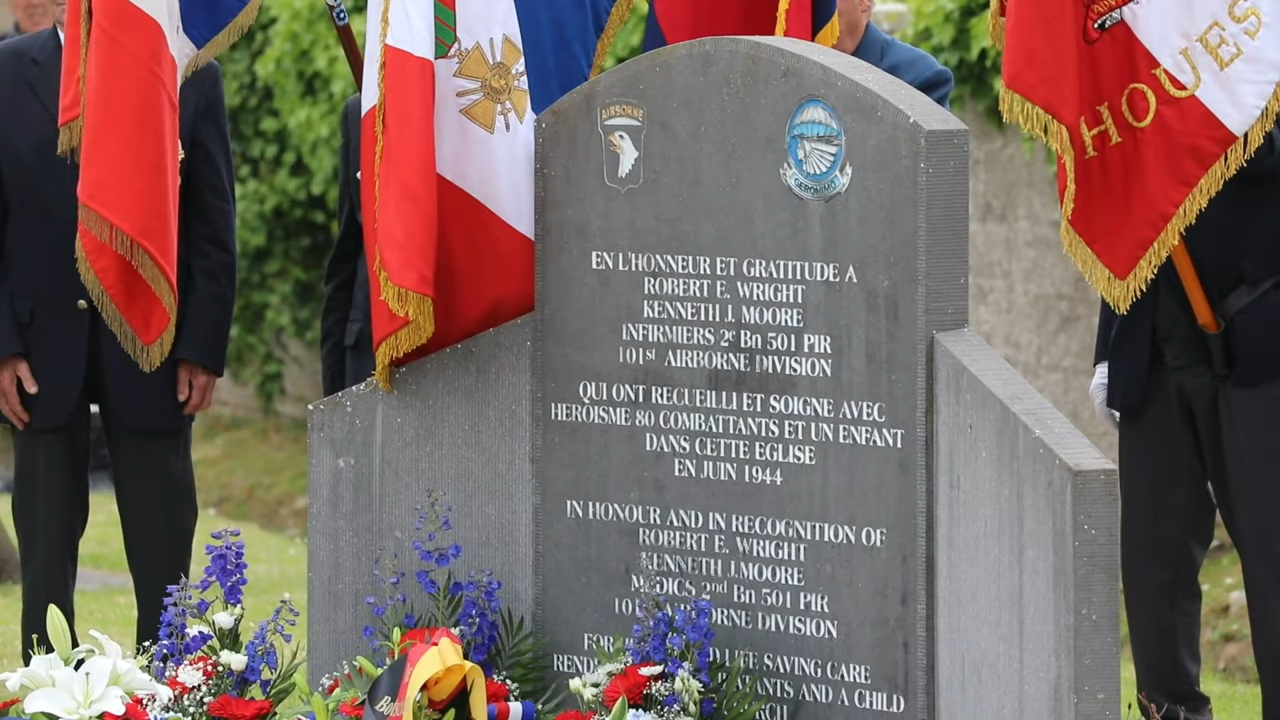 AIRBORNE
GERONIMO
HOUES
EN L'HONNEUR ET GRATITUDE A
ROBERT E. WRIGHT
KENNETH J. MOORE
INFIRMIERS 2e Bn 501 PIR
101st AIRBORNE DIVISION
QUI ONT RECUEILLI ET SOIGNE AVEC
HEROISME 80 COMBATTANTS ET UN ENFANT
DANS CETTE EGLISE
EN JUIN 1944
IN HONOUR AND IN RECOGNITION OF
ROBERT E. WRIGHT
KENNETH J.MOORE
MEDICS 2nd Bn 501 PIR
AIRBORNE DIVISION
LIFE SAVING CARE
AND A CHILD